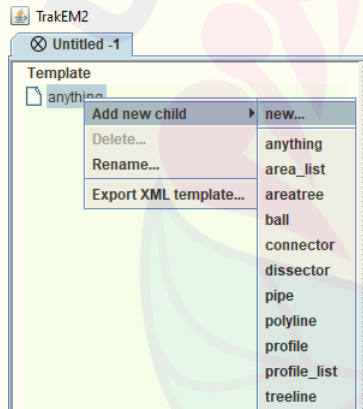 TrakEM2
Untitled -1
Template
anything
Add new child
Delete...
Rename...
Export XML template...
new...
anything
area_list
areatree
ball
connector
dissector
pipe
polyline
profile
profile_list
treeline